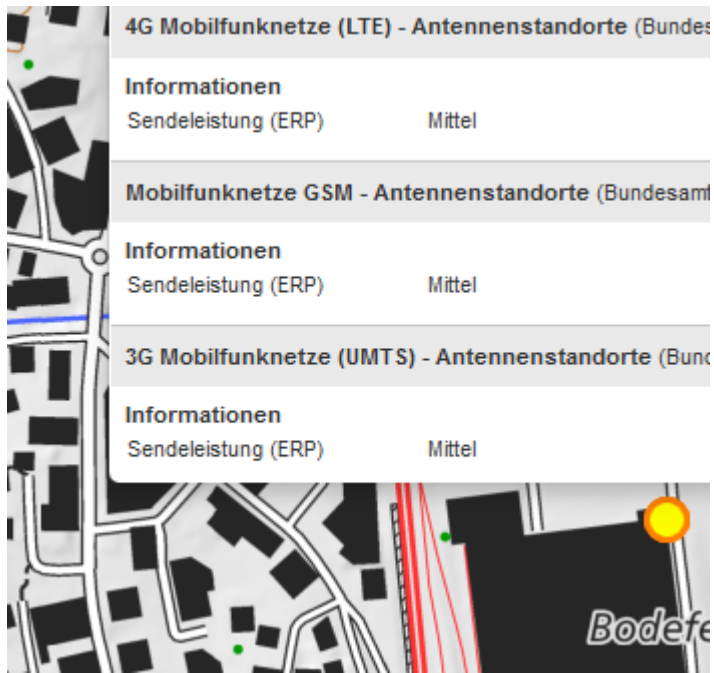 4G Mobilfunknetze (LTE) - Antennenstandorte
Informationen
Sendeleistung (ERP) Mittel
Mobilfunknetze GSM - Antennenstandorte (Bundesamt
Informationen
Sendeleistung (ERP) Mittel
3G Mobilfunknetze (UMTS) - Antennenstandorte
Informationen
Sendeleistung (ERP) Mittel